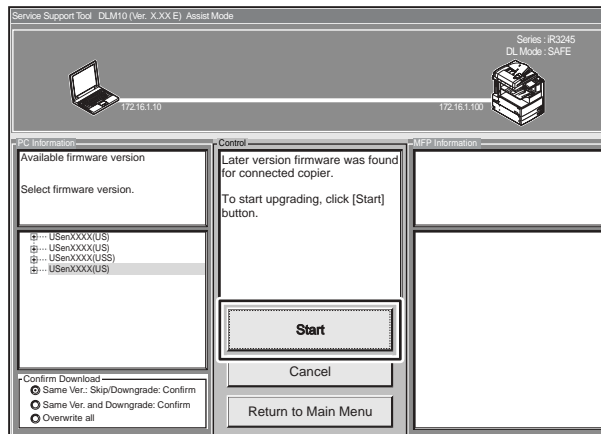 Service Support Tool DLM10 (Ver. X.XX E) Assist Mode
Series : iR3245
DL Mode : SAFE
172.16.1.10
172.16.1.100
PC Information
Available firmware version
Select firmware version.
USenXXXX(US)
USenXXXX(US)
USenXXXX(USS)
USenXXXX(US)
Confirm Download
Same Ver.: Skip/Downgrade: Confirm
Same Ver. and Downgrade: Confirm
Overwrite all
Control
Later version firmware was found
for connected copier.
To start upgrading, click [Start]
button.
Start
Cancel
Return to Main Menu
MFP Information